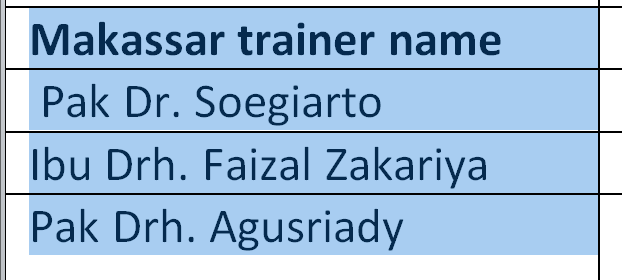 Makassar trainer name
Pak Dr. Soegiarto
Ibu Drh. Faizal Zakariya
Pak Drh. Agusriady